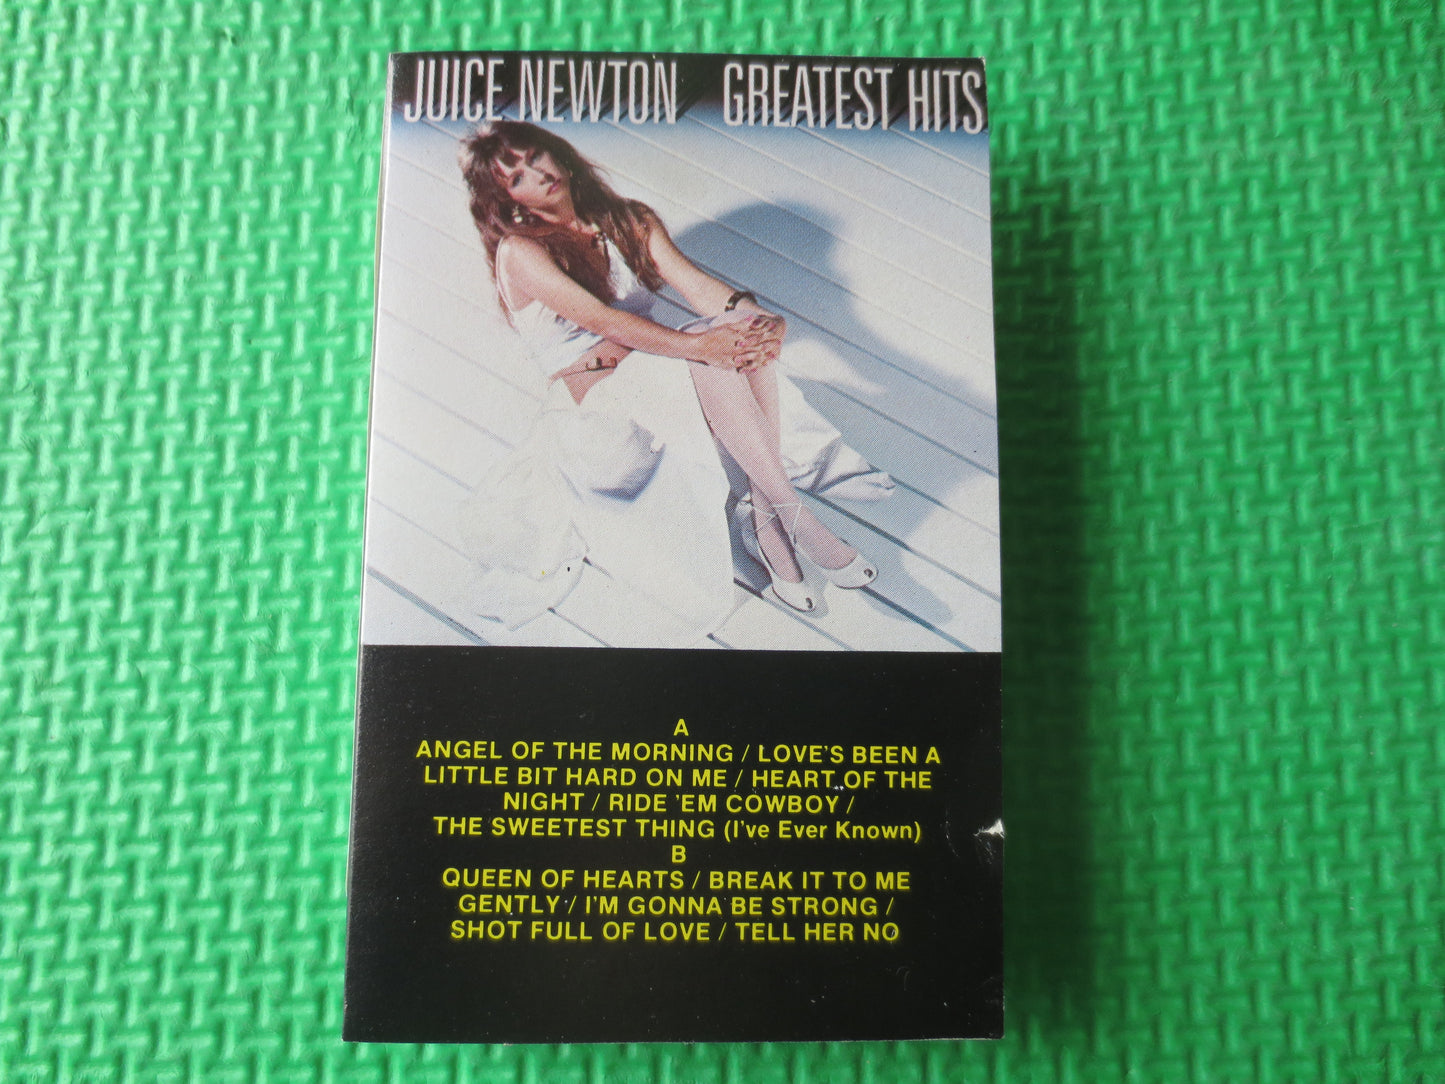 JUICE NEWTON GREATEST HITS
A
ANGEL OF THE MORNING / LOVE'S BEEN A
LITTLE BIT HARD ON ME / HEART OF THE
NIGHT / RIDE 'EM COWBOY /
THE SWEETEST THING (I've Ever Known)
B
QUEEN OF HEARTS / BREAK IT TO ME
GENTLY / I'M GONNA BE STRONG /
SHOT FULL OF LOVE / TELL HER NO